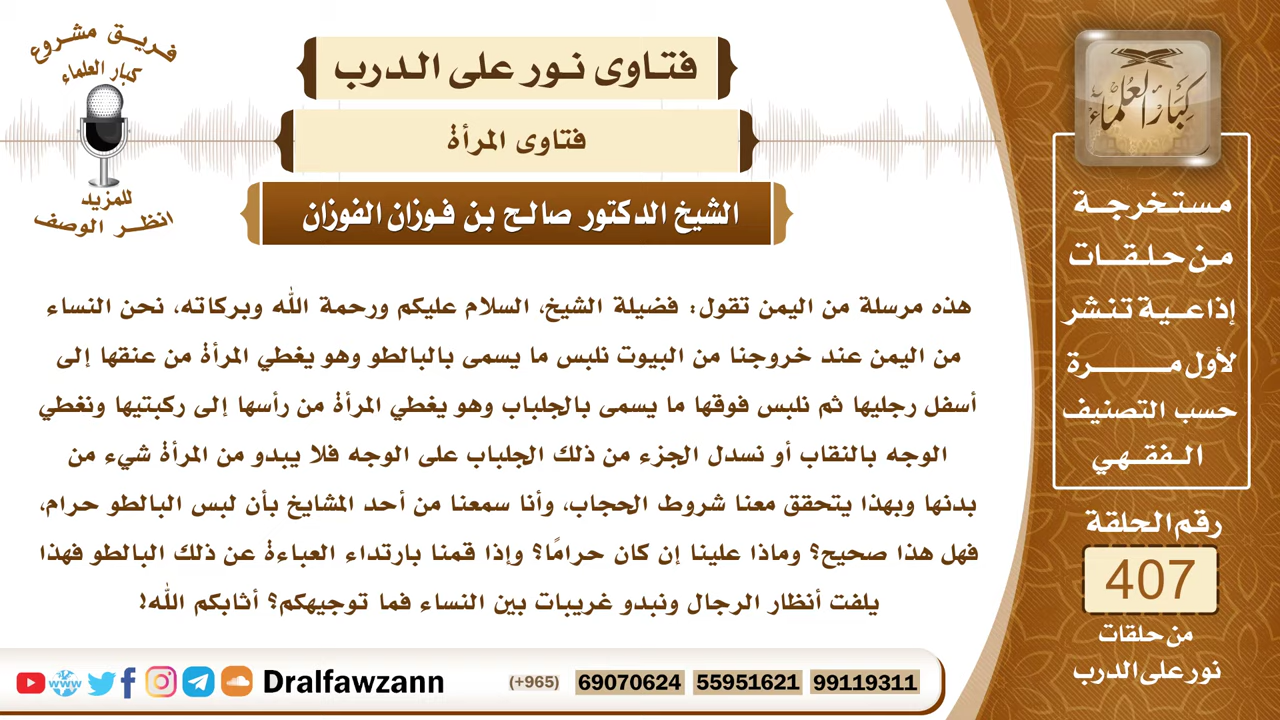 فريق مشروع
كبار العلماء
للمزيد
انظر الوصف
فتاوى نور على الدرب
فتاوى المرأة
الشيخ الدكتور صالح بن فوزان الفوزان
هذه مرسلة من اليمن تقول: فضيلة الشيخ، السلام عليكم ورحمة الله وبركاته، نحن النساء
من اليمن عند خروجنا من البيوت نلبس ما يسمى بالبالطو وهو يغطي المرأة من عنقها إلى
أسفل رجليها ثم نلبس فوقها ما يسمى بالجلباب وهو يغطي المرأة من رأسها إلى ركبتيها ونغطي
الوجه بالنقاب أو نسدل الجزء من ذلك الجلباب على الوجه فلا يبدو من المرأة شيء من
بدنها وبهذا يتحقق معنا شروط الحجاب، وأنا سمعنا من أحد المشايخ بأن لبس البالطو حرام،
فهل هذا صحيح؟ وماذا علينا إن كان حرامًا؟ وإذا قمنا بارتداء العباءة عن ذلك البالطو فهذا
يلفت أنظار الرجال ونبدو غريبات بين النساء فما توجيهكم؟ أثابكم الله!
كبار العلماء
مستخرجة
من حلقات
إذاعية تنشر
لأول مرة
حسب التصنيف
الفقهي
رقم الحلقة
407
من حلقات
نور على الدرب
www Dralfawzann (+965) 69070624 55951621 99119311